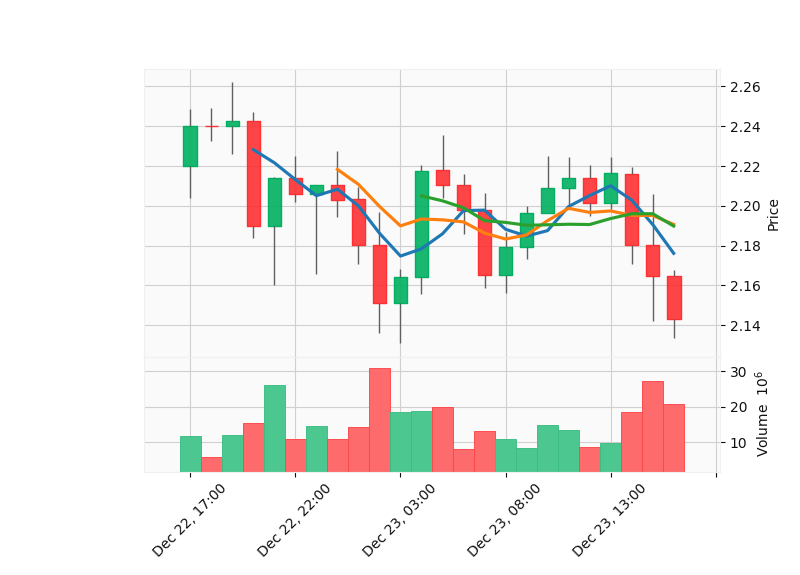 2.26
2.24
2.22
2.20
2.18
2.16
2.14
Price
30
20
10
Volume 10⁶
Dec 22, 17:00
Dec 22, 22:00
Dec 23, 03:00
Dec 23, 08:00
Dec 23, 13:00